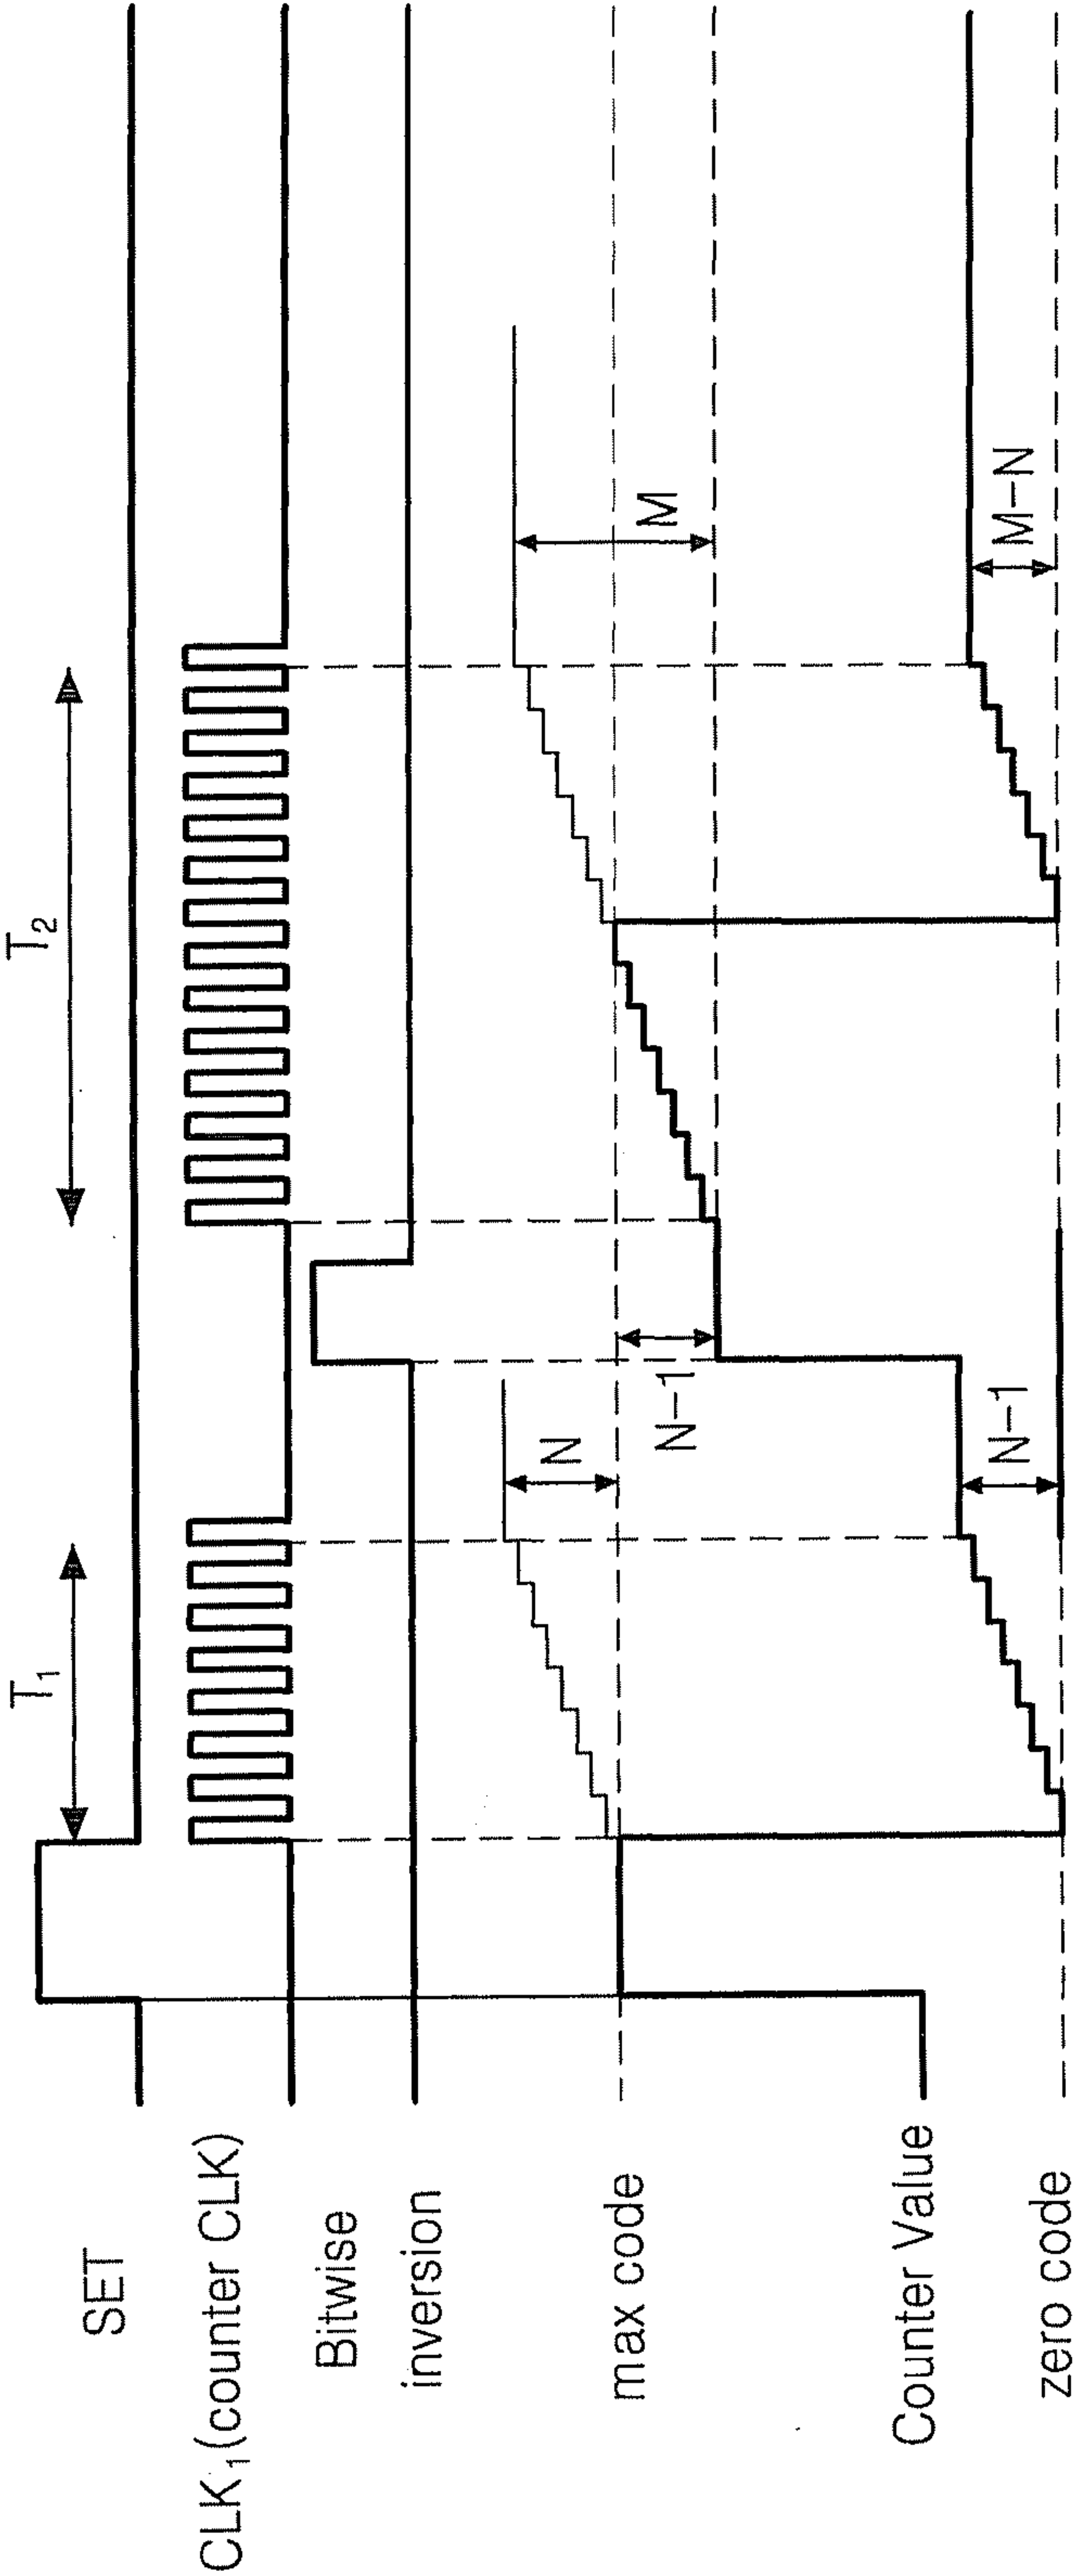 SET
T1
T2
CLK1(counter CLK)
Bitwise
inversion
max code
N
N-1
M
Counter Value
N-1
M-N
zero code